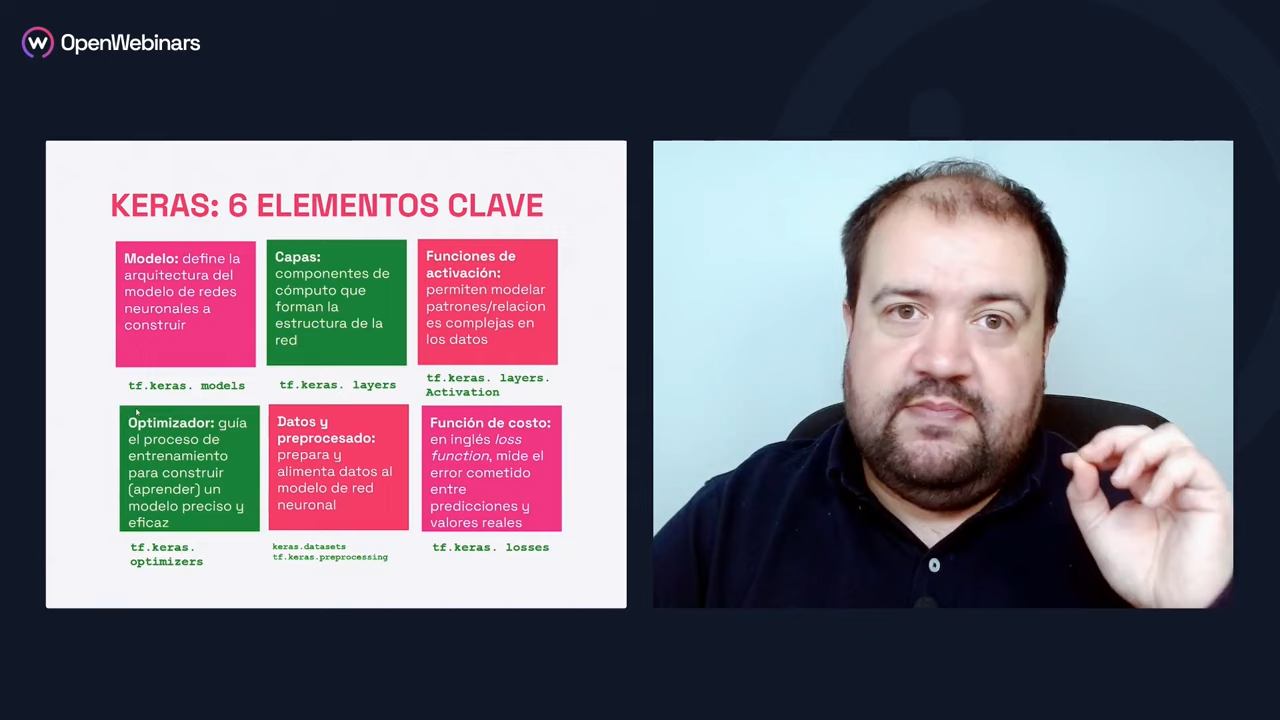 OpenWebinars
KERAS: 6 ELEMENTOS CLAVE
Modelo: define la
arquitectura del
modelo de redes
neuronales a
construir
tf.keras. models
Capas:
componentes de
cómputo que
forman la
estructura de la
red
tf.keras. layers
Funciones de
activación:
permiten modelar
patrones/relacion
es complejas en
los datos
tf.keras. layers.
Activation
Optimizador: guía
el proceso de
entrenamiento
para construir
(aprender) un
modelo preciso y
eficaz
tf.keras.
optimizers
Datos y
preprocesado:
prepara y
alimenta datos al
modelo de red
neuronal
keras.datasets
tf.keras.preprocessing
Función de costo:
en inglés loss
function, mide el
error cometido
entre
predicciones y
valores reales
tf.keras. losses